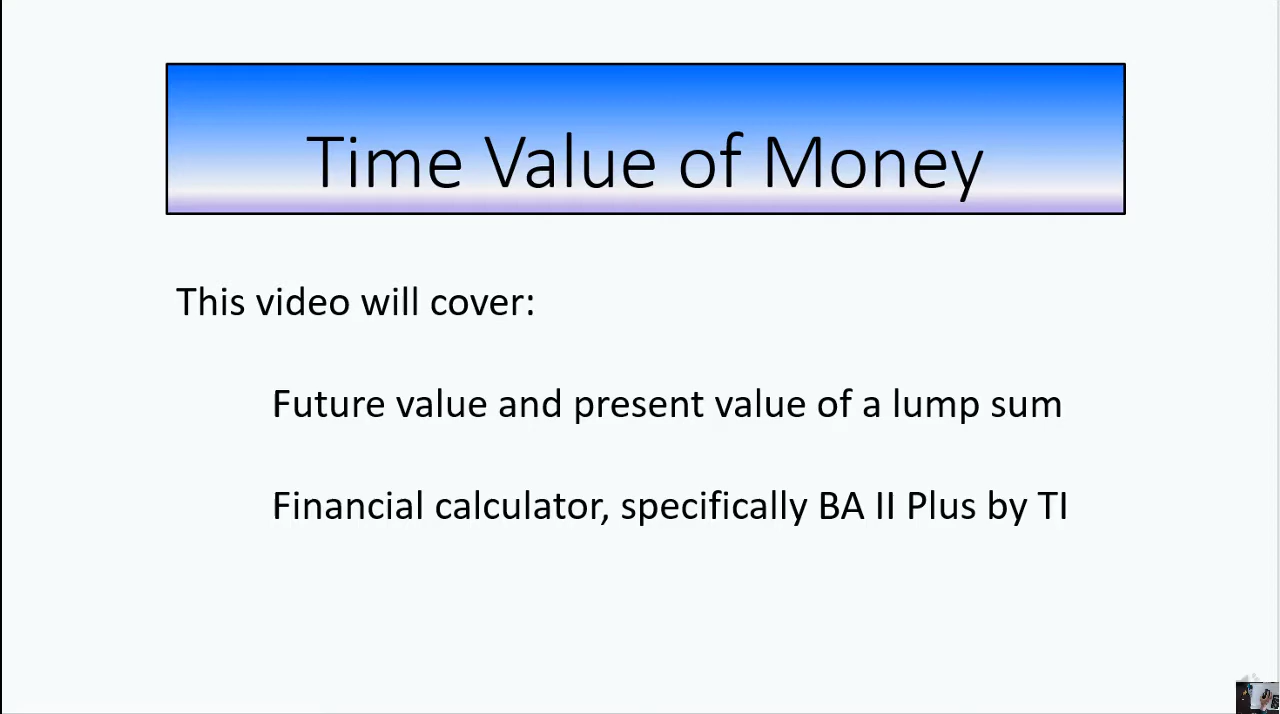 Time Value of Money
This video will cover:
Future value and present value of a lump sum
Financial calculator, specifically BA II Plus by TI